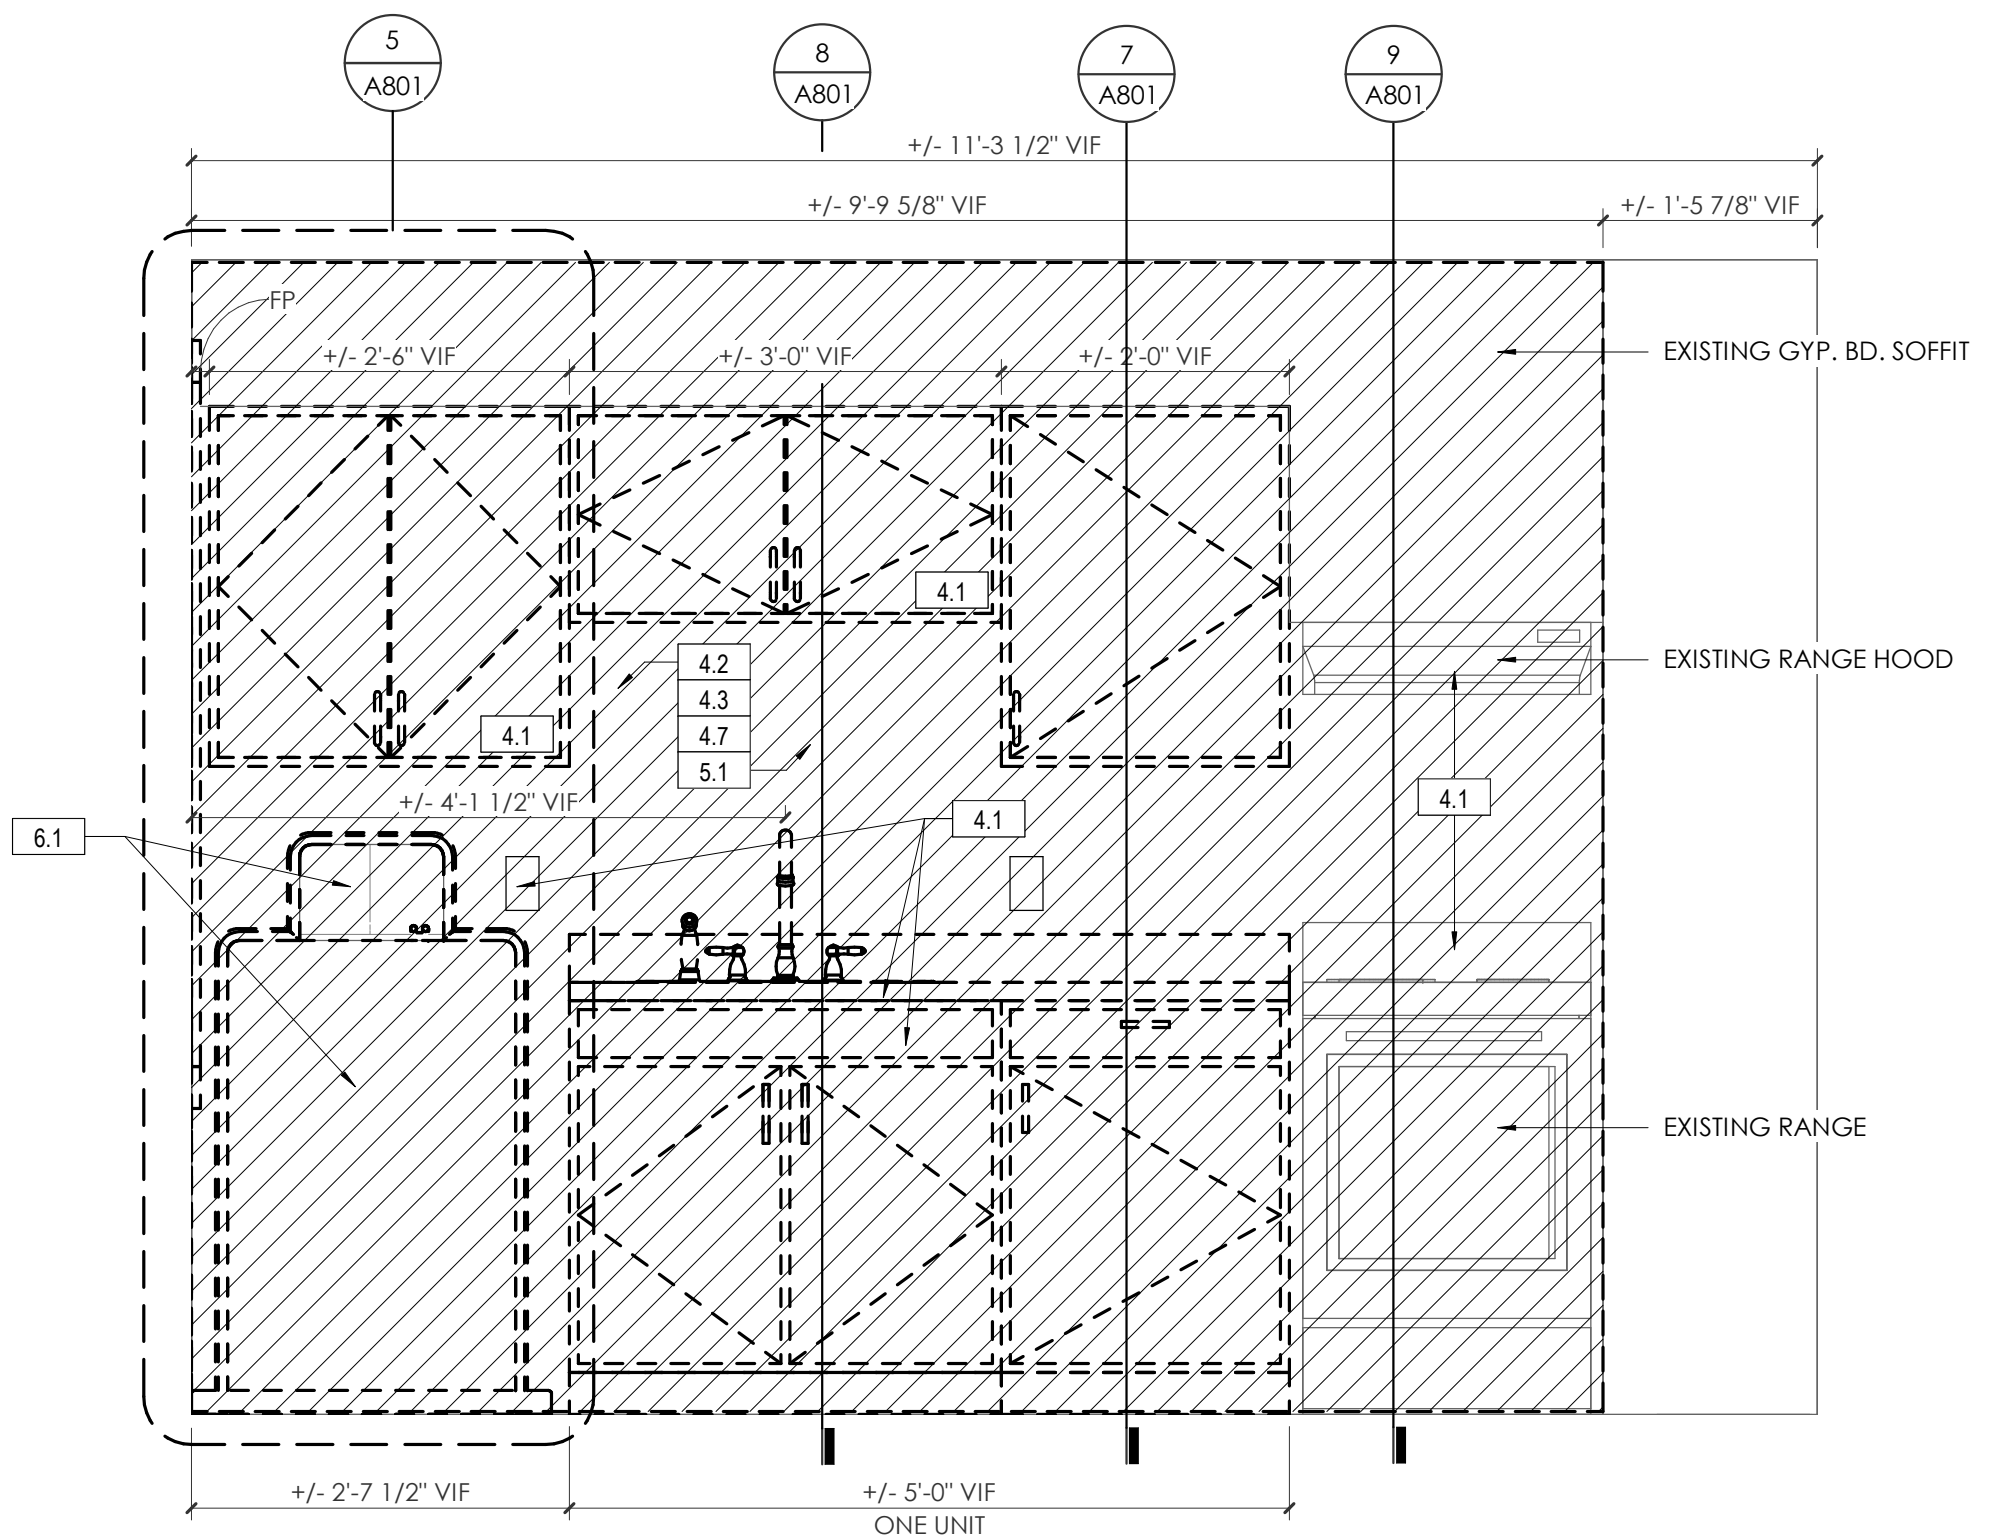 5
A801
8
A801
7
A801
9
A801
+/- 11'-3 1/2" VIF
+/- 9'-9 5/8" VIF
+/- 1'-5 7/8" VIF
FP
+/- 2'-6" VIF
+/- 3'-0" VIF
+/- 2'-0" VIF
EXISTING GYP. BD. SOFFIT
4.1
4.2
4.3
4.7
5.1
4.1
EXISTING RANGE HOOD
4.1
+/- 4'-1 1/2" VIF
4.1
6.1
EXISTING RANGE
+/- 2'-7 1/2" VIF
+/- 5'-0" VIF
ONE UNIT